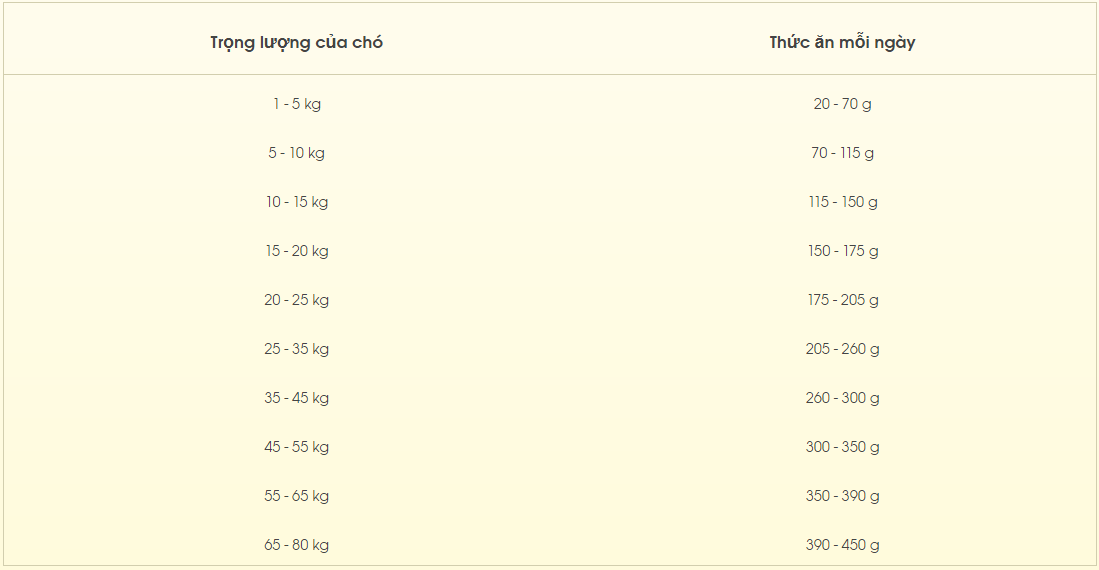 Trọng lượng của chó Thức ăn mỗi ngày
1 - 5 kg 20 - 70 g
5 - 10 kg 70 - 115 g
10 - 15 kg 115 - 150 g
15 - 20 kg 150 - 175 g
20 - 25 kg 175 - 205 g
25 - 35 kg 205 - 260 g
35 - 45 kg 260 - 300 g
45 - 55 kg 300 - 350 g
55 - 65 kg 350 - 390 g
65 - 80 kg 390 - 450 g